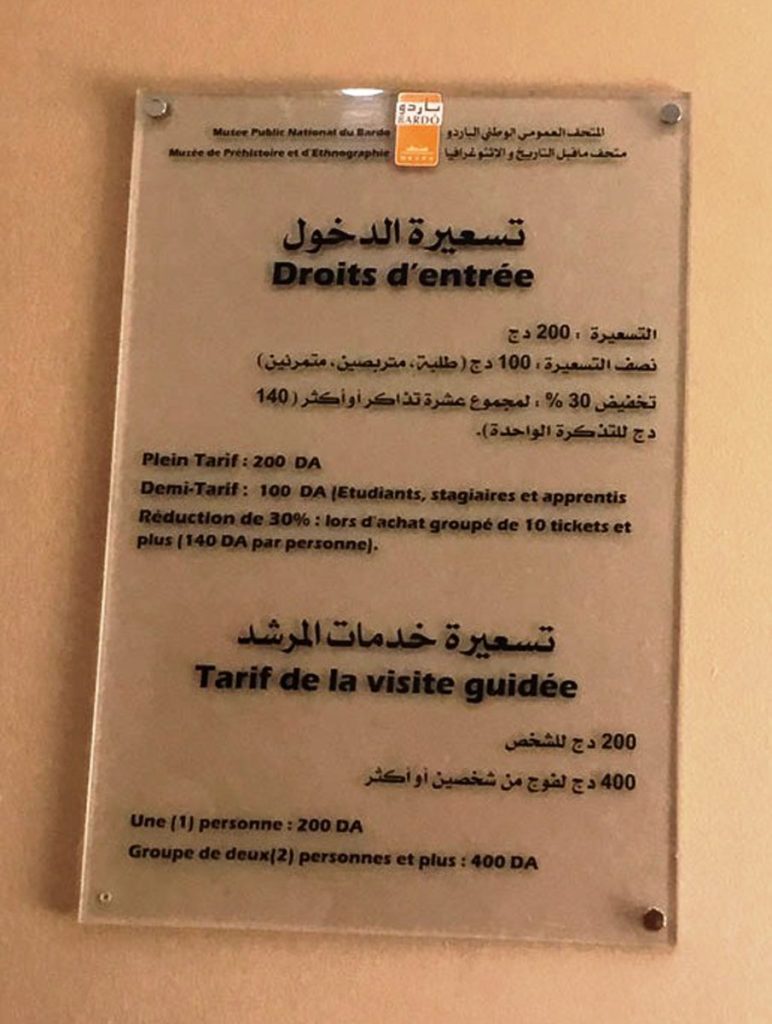 باردو
BARDO
متحف
Musée Public National du Bardo
المتحف العمومي الوطني الباردو
Musée de Préhistoire et d'Ethnographie
متحف ماقبل التاريخ و الاثنوغرافيا
تسعيرة الدخول
Droits d'entrée
التسعيرة : 200 دج
نصف التسعيرة : 100 دج (طلبة، متربصين، متمرنين)
تخفيض 30 % : لمجموع عشرة تذاكر أو أكثر (140
دج للتذكرة الواحدة).
Plein Tarif : 200 DA
Demi-Tarif : 100 DA (Etudiants, stagiaires et apprentis
Réduction de 30% : lors d'achat groupé de 10 tickets et
plus (140 DA par personne).
تسعيرة خدمات المرشد
Tarif de la visite guidée
200 دج للشخص
400 دج لفوج من شخصين أو أكثر
Une (1) personne : 200 DA
Groupe de deux(2) personnes et plus : 400 DA